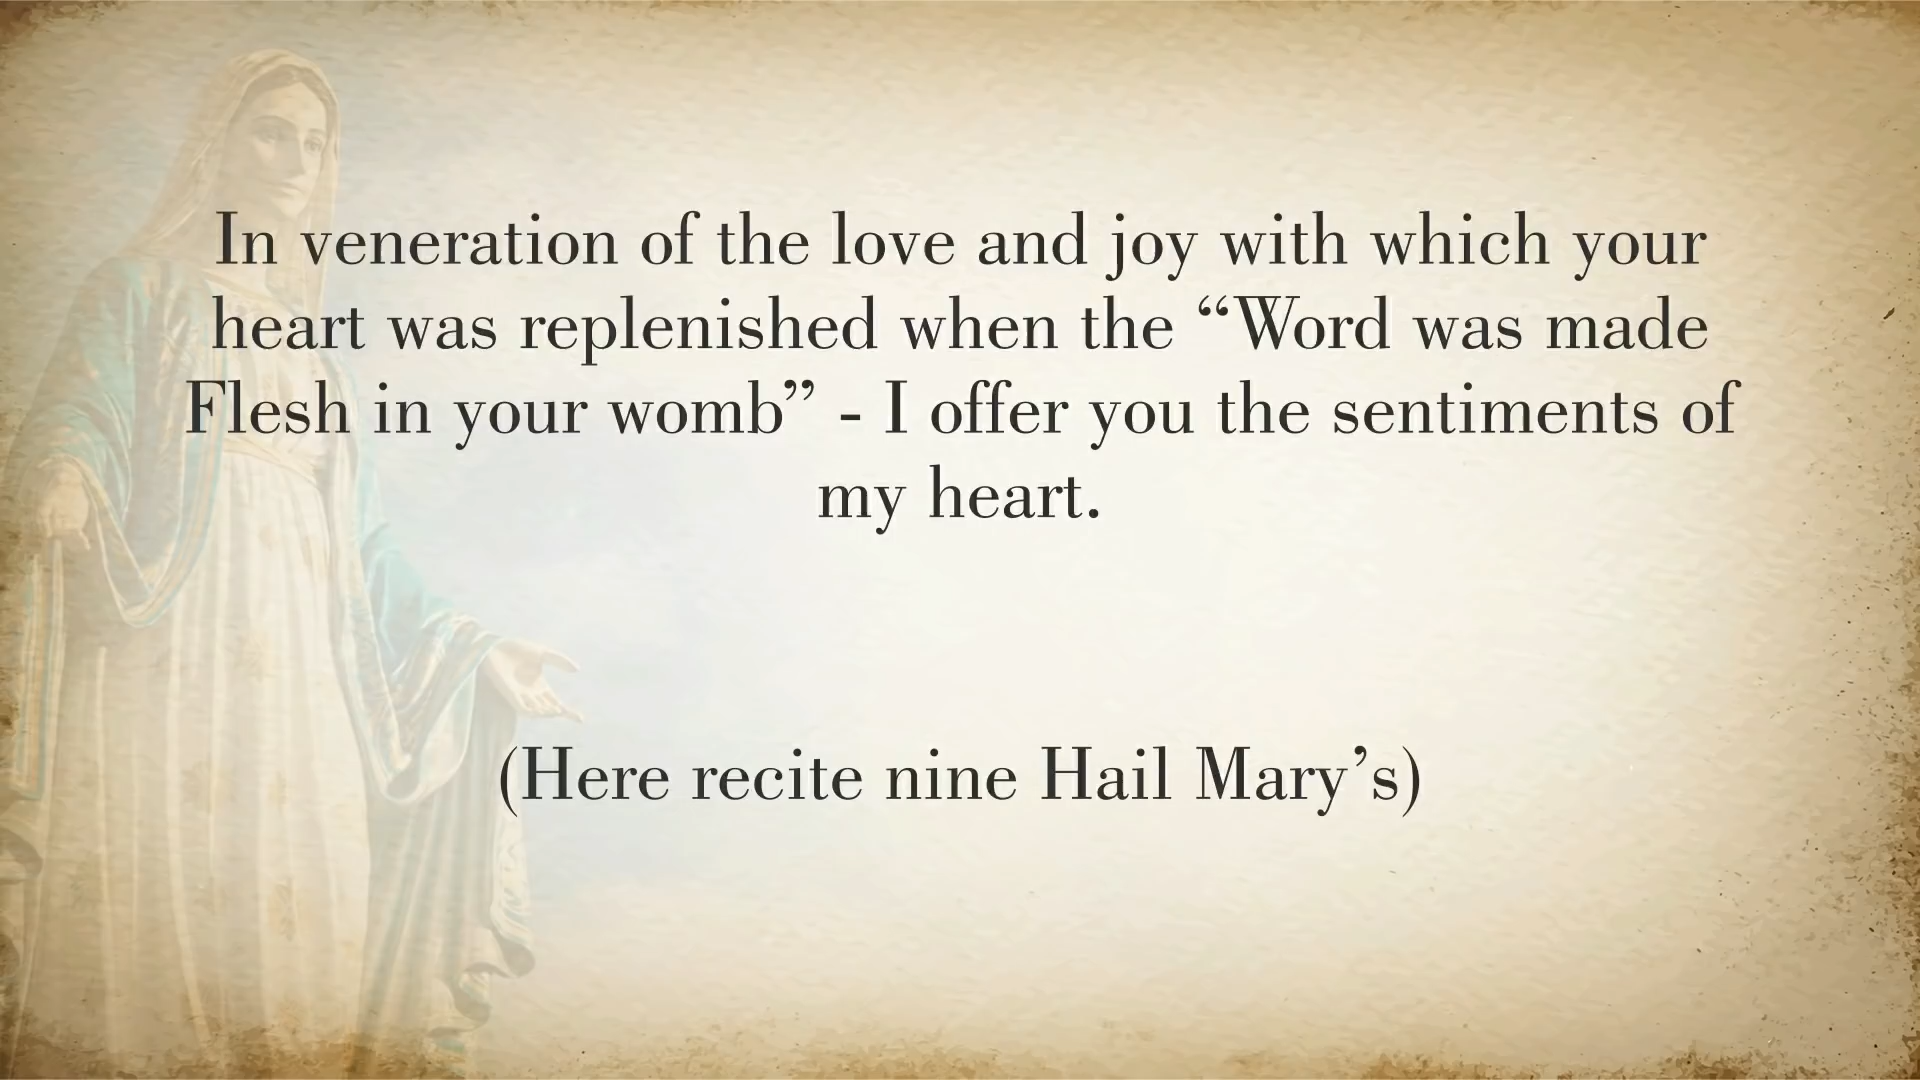 In veneration of the love and joy with which your
heart was replenished when the “Word was made
Flesh in your womb” - I offer you the sentiments of
my heart.
(Here recite nine Hail Mary’s)